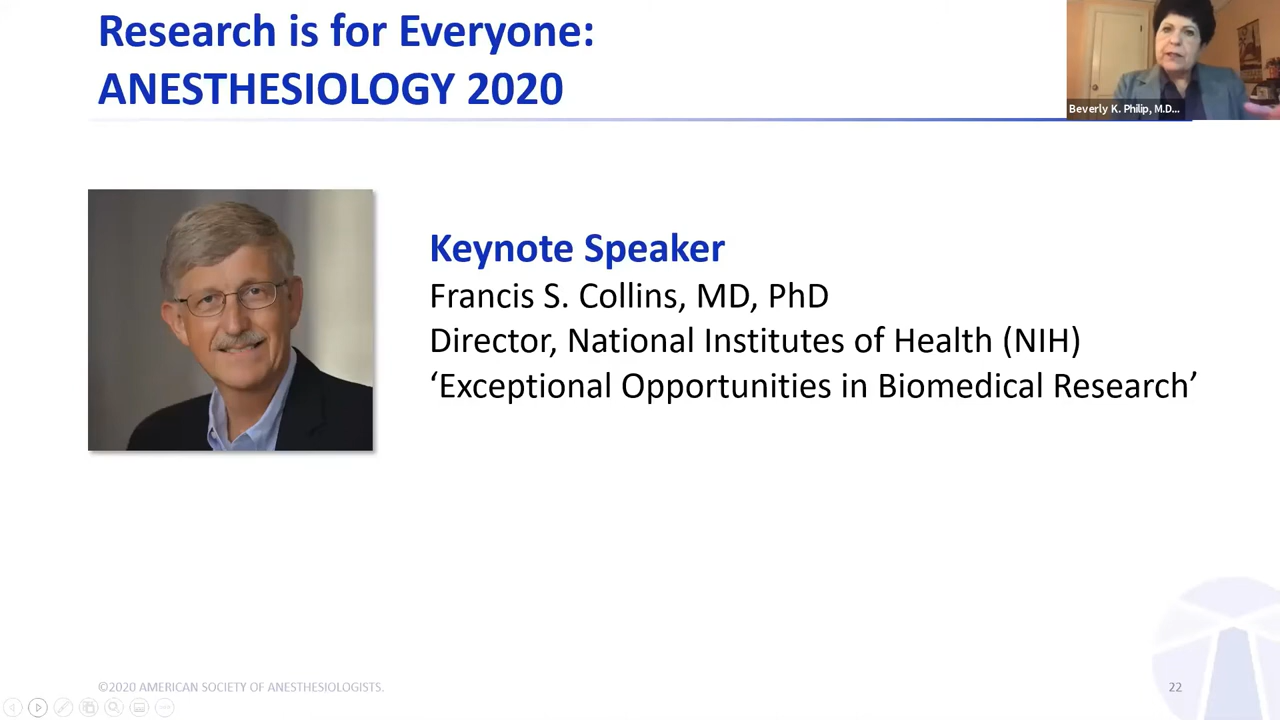 Research is for Everyone:
ANESTHESIOLOGY 2020
Beverly K. Philip, M.D...
Keynote Speaker
Francis S. Collins, MD, PhD
Director, National Institutes of Health (NIH)
‘Exceptional Opportunities in Biomedical Research’
©2020 AMERICAN SOCIETY OF ANESTHESIOLOGISTS.
22